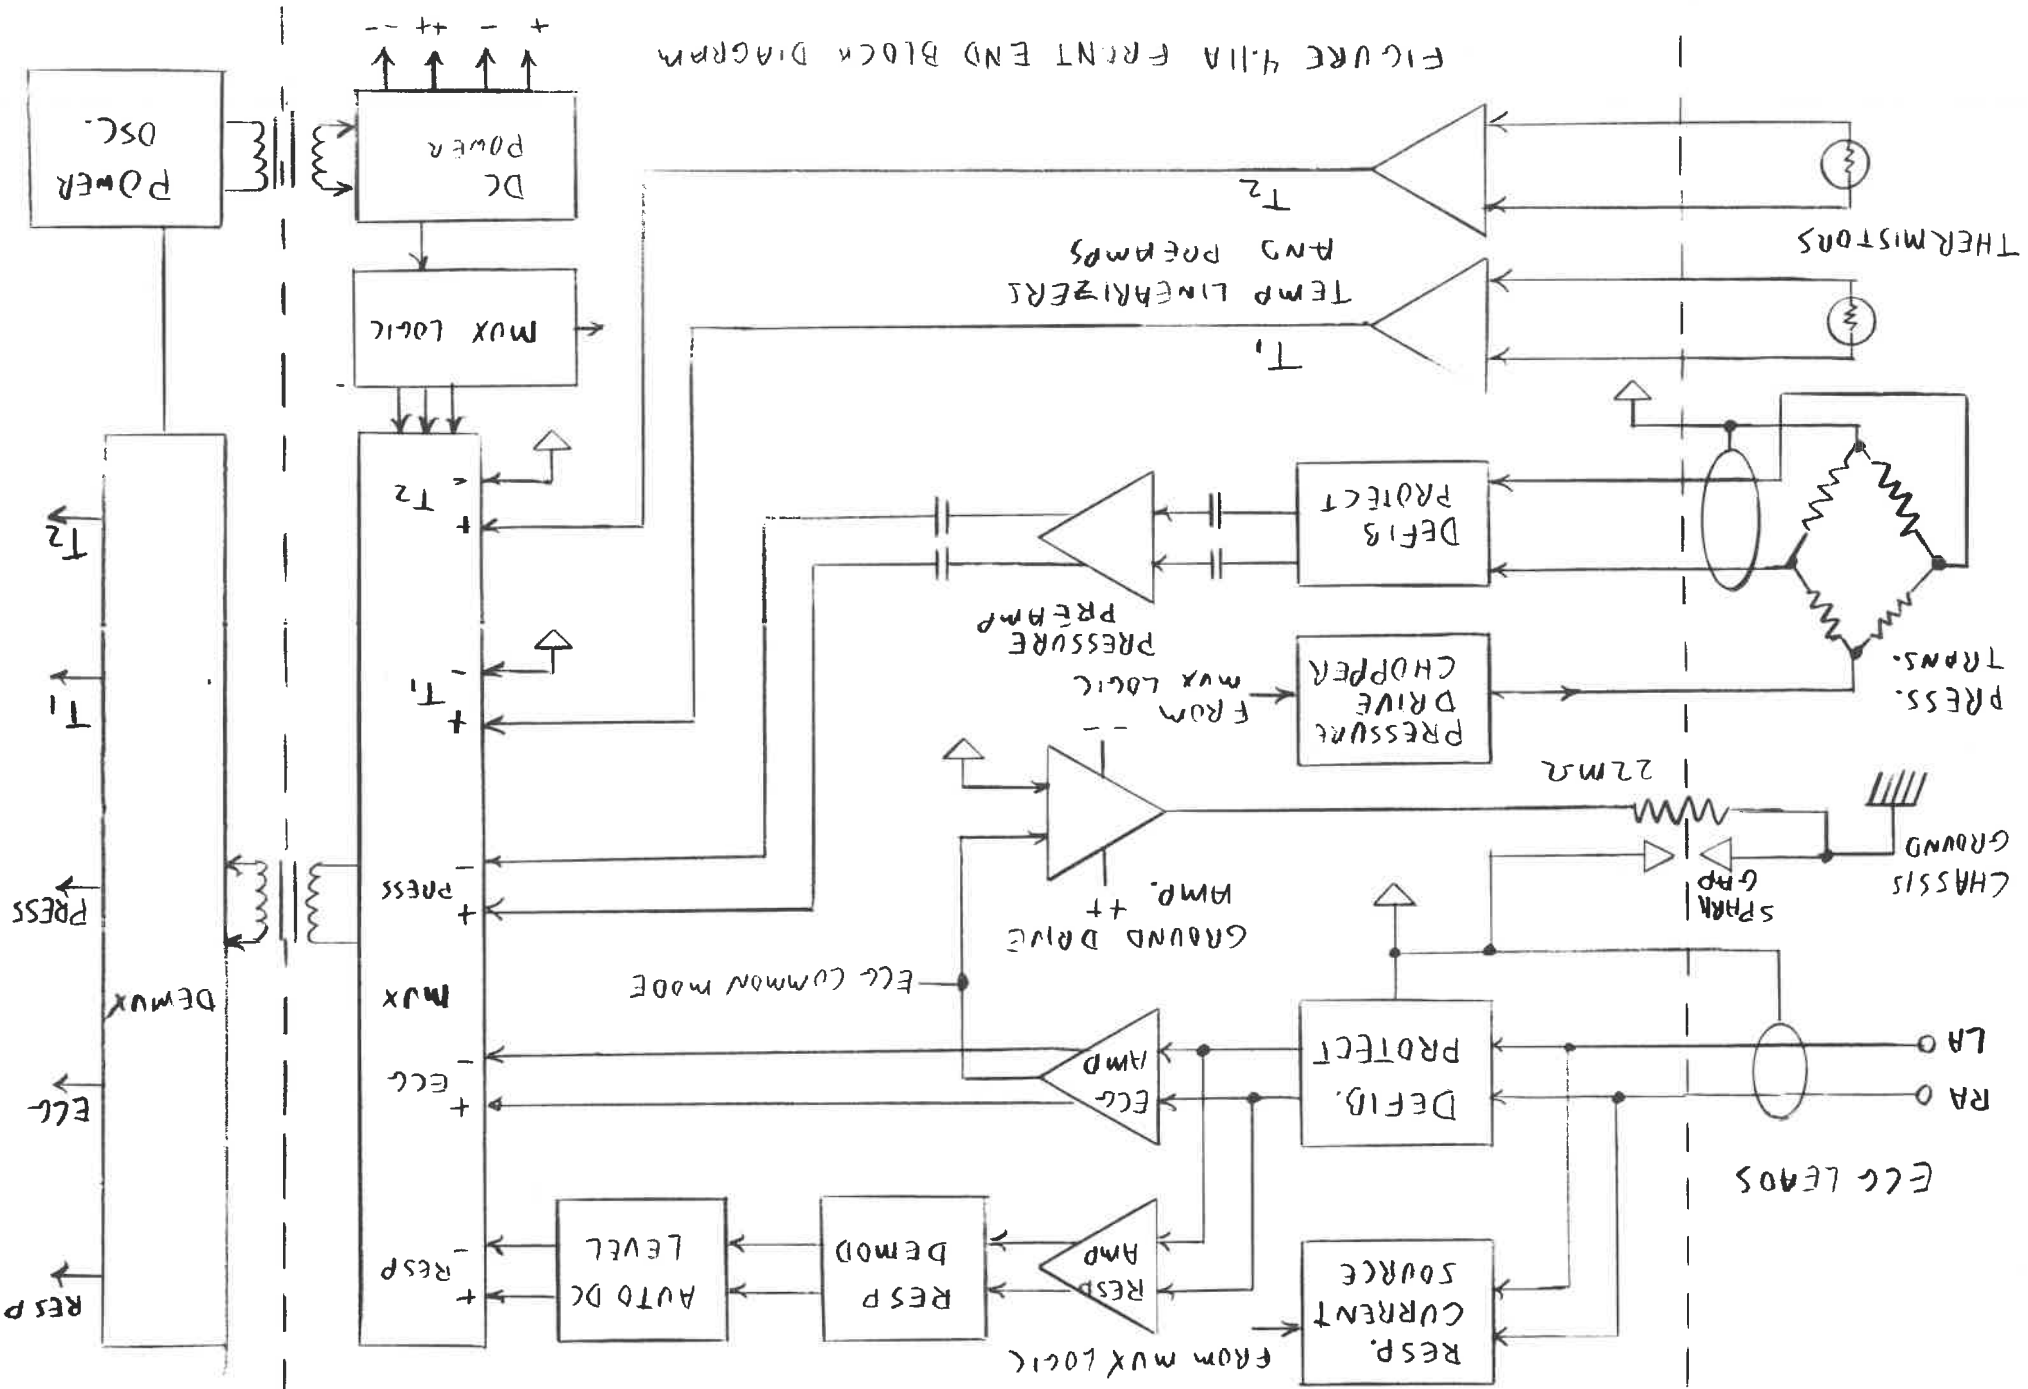 RESP.
CURRENT
SOURCE
FROM MUX LOGIC
ECG LEADS
RA
LA
DEFIB.
PROTECT
RESP
AMP
RESP
DEMOD
AUTO DC
LEVEL
+
RESP
-
RESP
ECG
AMP
+
ECG
-
ECG
ECG COMMON MODE
MUX
DEMUX
CHASSIS
GROUND
SPARK
GAP
22MΩ
GROUND DRIVE
AMP.
++
--
+
PRESS
-
PRESS
PRESS.
TRANS.
PRESSURE
DRIVE
CHOPPER
FROM
MUX LOGIC
PRESSURE
PREAMP
DEFIB
PROTECT
+
T1
-
T1
+
T2
-
T2
THERMISTORS
T1
TEMP LINEARIZERS
AND PREAMPS
T2
MUX LOGIC
DC
POWER
POWER
OSC.
+
-
++
--
FIGURE 4.11A FRONT END BLOCK DIAGRAM